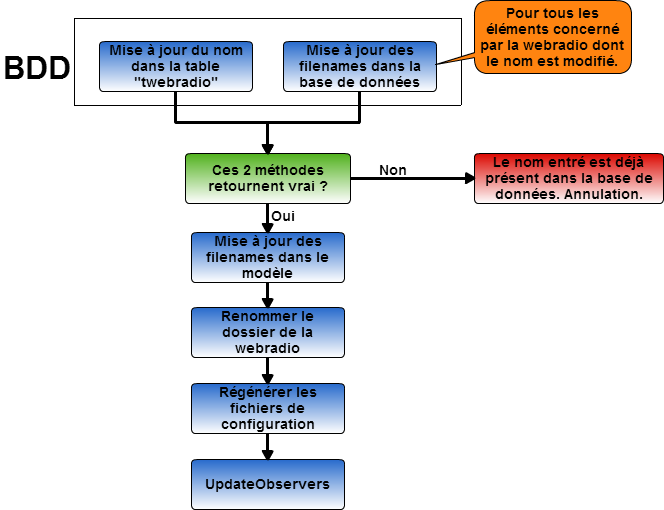 BDD
Mise à jour du nom
dans la table
"twebradio"
Mise à jour des
filenames dans la
base de données
Pour tous les
éléments concerné
par la webradio dont
le nom est modifié.
Ces 2 méthodes
retournent vrai ?
Non
Le nom entré est déjà
présent dans la base de
données. Annulation.
Oui
Mise à jour des
filenames dans le
modèle
Renommer le
dossier de la
webradio
Régénérer les
fichiers de
configuration
UpdateObservers